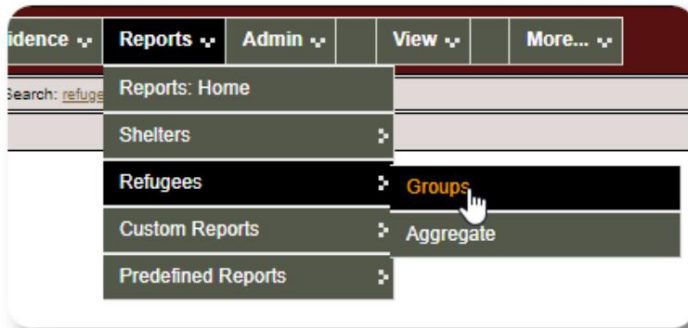 idence Reports Admin View More...
Search: refuge
Reports: Home
Shelters
Refugees
Groups
Custom Reports
Aggregate
Predefined Reports